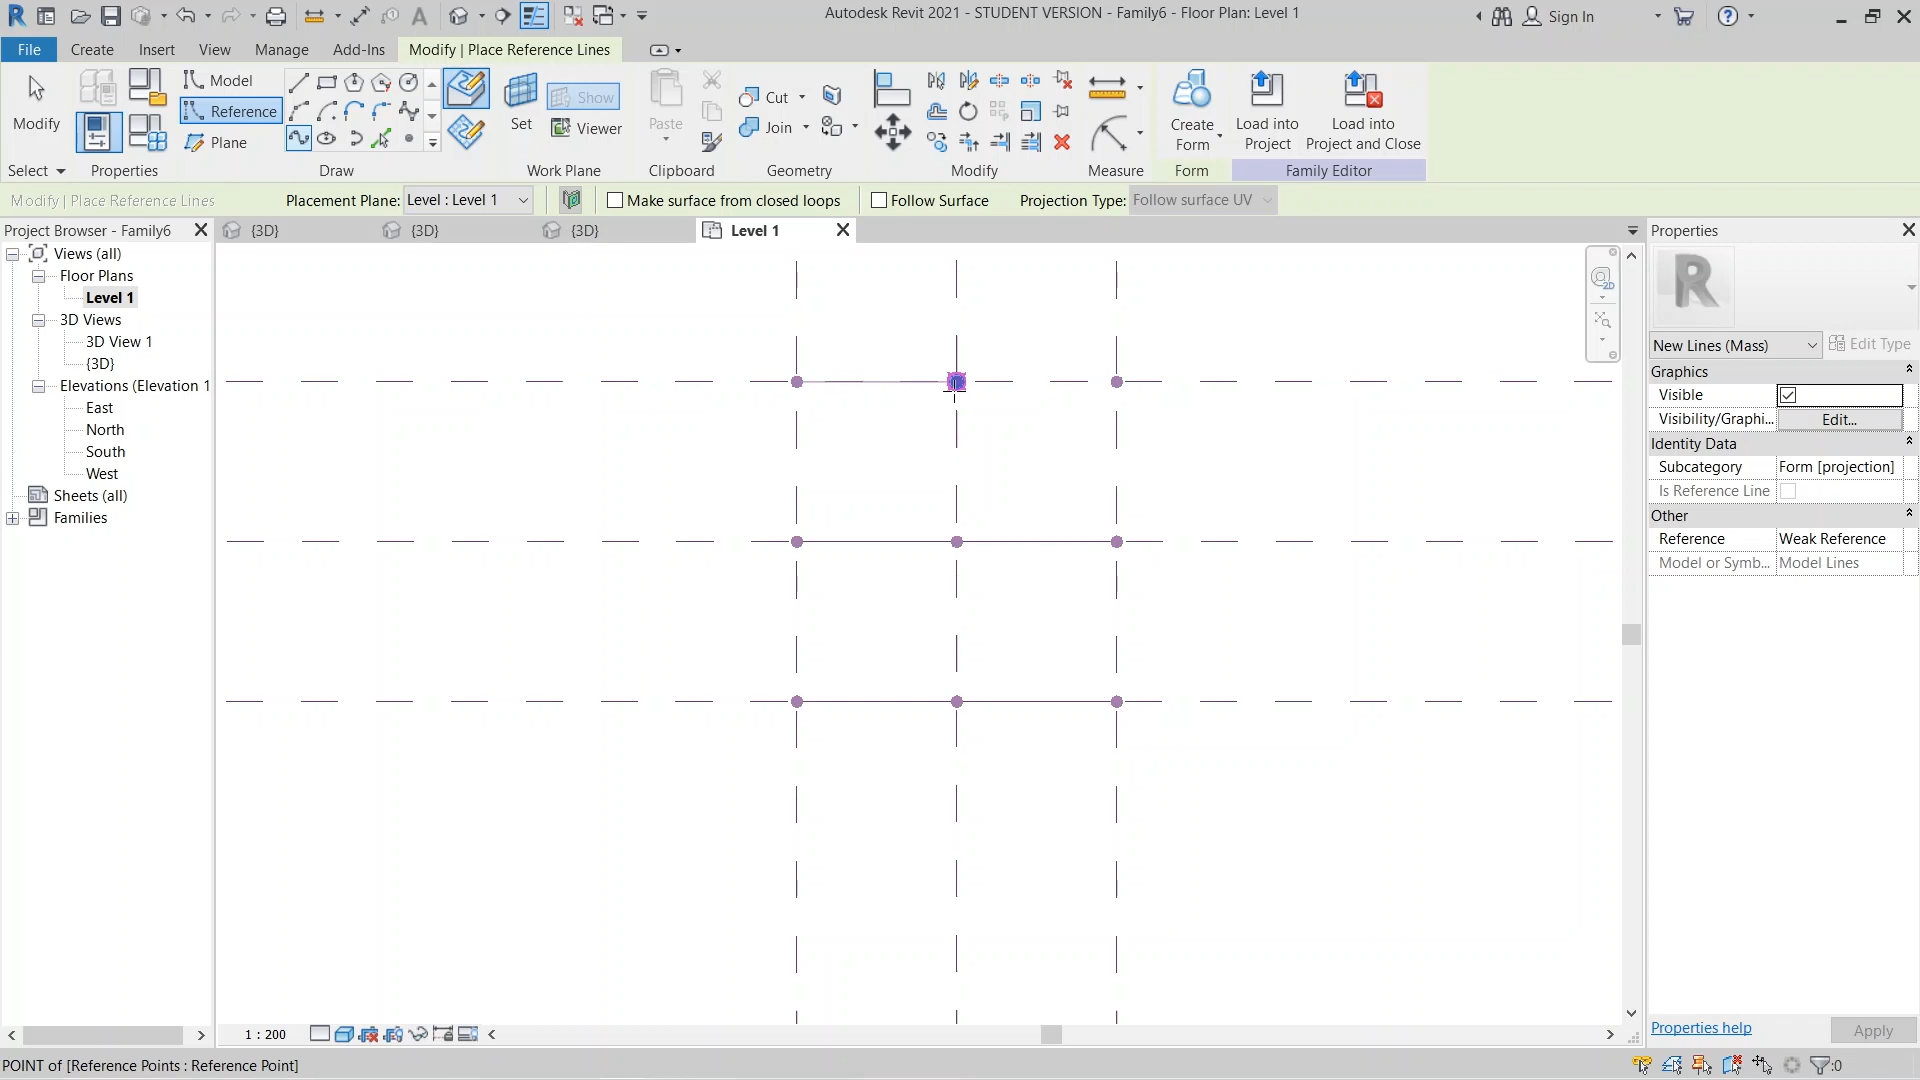 Autodesk Revit 2021 - STUDENT VERSION - Family6 - Floor Plan: Level 1
Sign In
File
Create
Insert
View
Manage
Add-Ins
Modify | Place Reference Lines
Modify
Model
Reference
Plane
Set
Show
Viewer
Paste
Cut
Join
Create
Form
Load into
Project
Load into
Project and Close
Select
Properties
Draw
Work Plane
Clipboard
Geometry
Modify
Measure
Form
Family Editor
Modify | Place Reference Lines
Placement Plane:
Level : Level 1
Make surface from closed loops
Follow Surface
Projection Type:
Follow surface UV
Project Browser - Family6
{3D}
{3D}
{3D}
Level 1
Properties
Views (all)
Floor Plans
Level 1
3D Views
3D View 1
{3D}
Elevations (Elevation 1
East
North
South
West
Sheets (all)
Families
2D
R
New Lines (Mass)
Edit Type
Graphics
Visible
Visibility/Graphi...
Edit...
Identity Data
Subcategory
Form [projection]
Is Reference Line
Other
Reference
Weak Reference
Model or Symb...
Model Lines
Properties help
Apply
1 : 200
POINT of [Reference Points : Reference Point]
:0